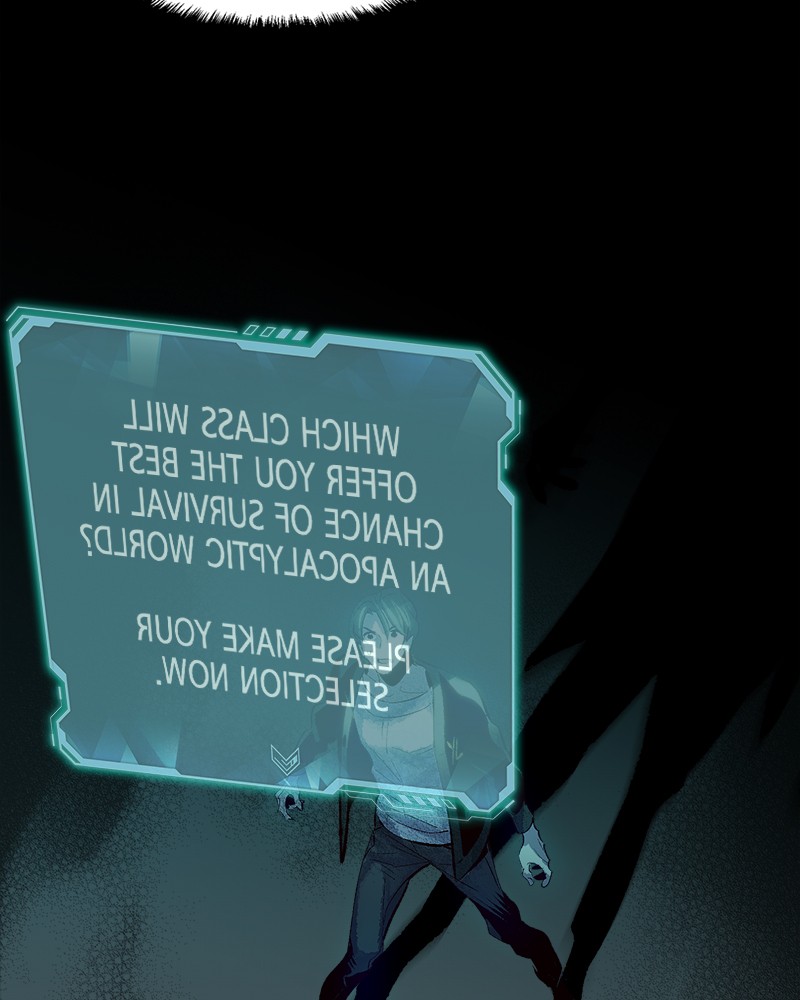 WHICH CLASS WILL
OFFER YOU THE BEST
CHANCE OF SURVIVAL IN
AN APOCALYPTIC WORLD?
PLEASE MAKE YOUR
SELECTION NOW.